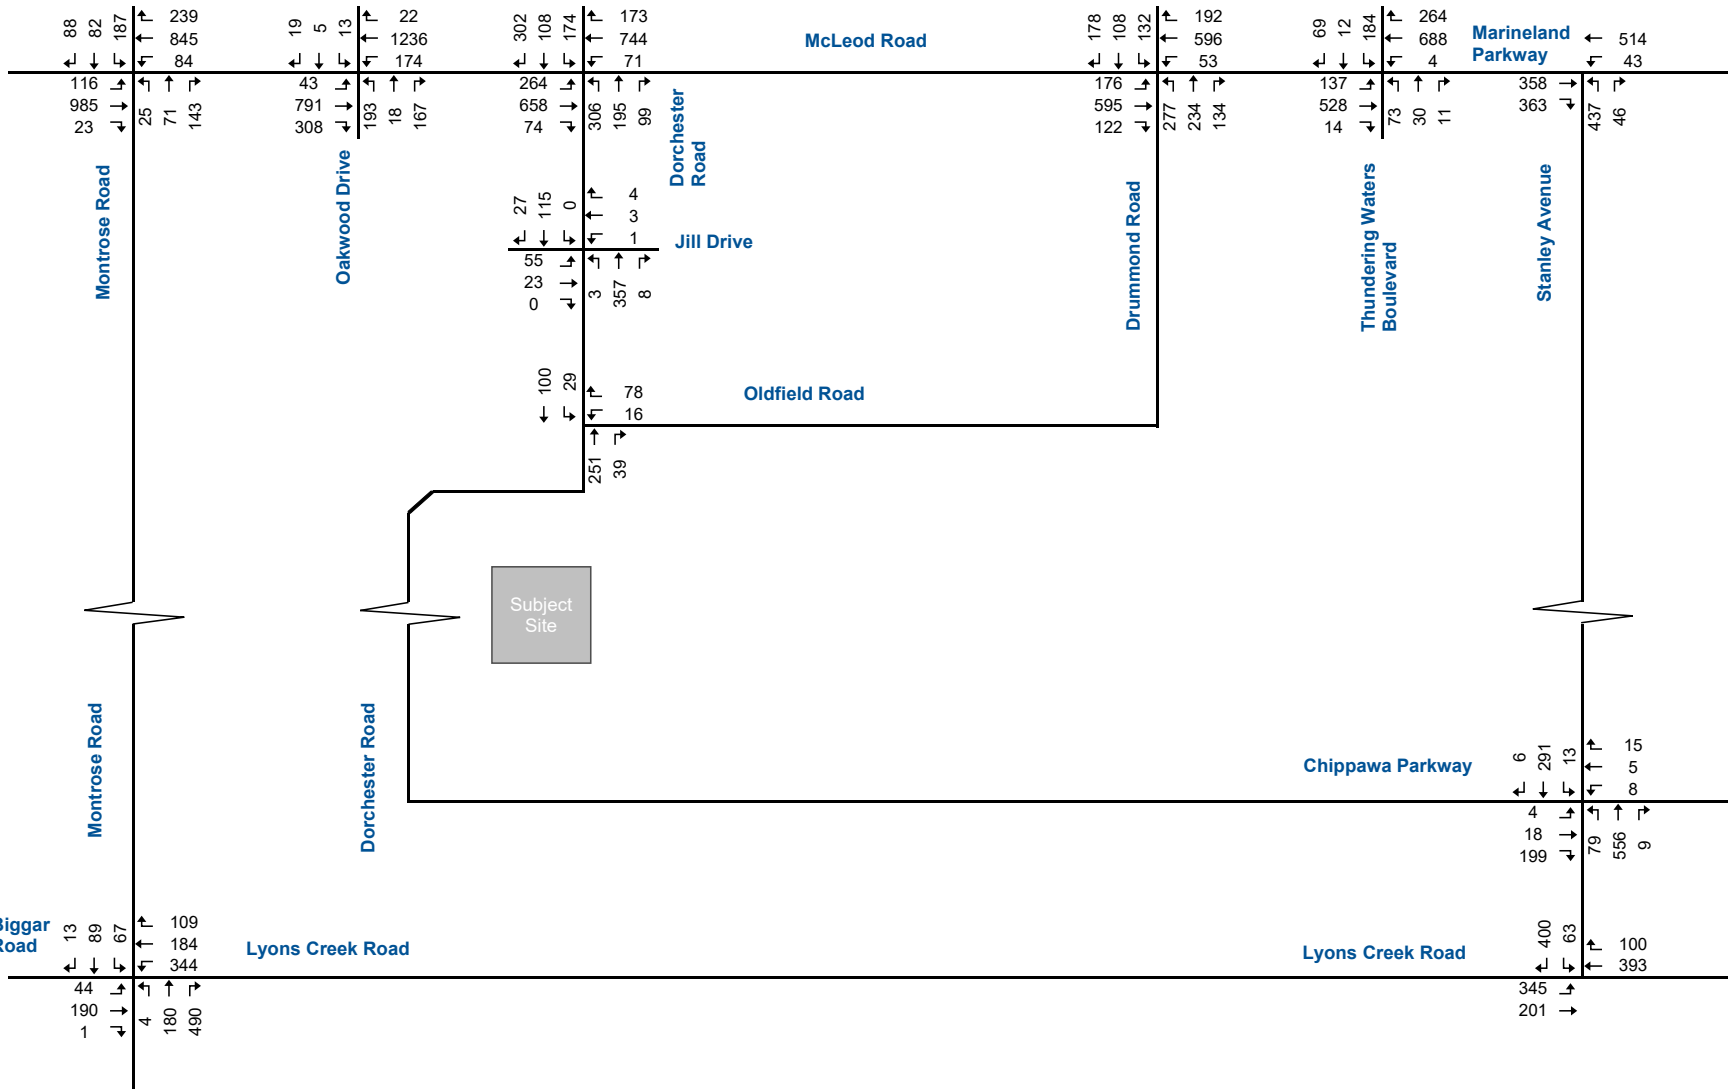 88 82 187 239
845
84
116
985
23
25 71 143
19 5 13 22
1236
174
43
791
308
193 18 167
302 108 174 173
744
71
264
658
74
306 195 99
McLeod Road
178 108 132 192
596
53
176
595
122
277 234 134
69 12 184 264
688
4
137
528
14
73 30 11
Marineland
Parkway
514
43
358
363
437 46
Montrose Road
Oakwood Drive
Dorchester
Road
Drummond Road
Thundering Waters
Boulevard
Stanley Avenue
27 115 0 4
3
1
55
23
0
3 357 8
Jill Drive
100 29 78
16
251 39
Oldfield Road
Subject
Site
Montrose Road
Dorchester Road
Chippawa Parkway
6 291 13 15
5
8
4
18
199
79 556 9
Biggar
Road
13 89 67 109
184
344
44
190
1
4 180 490
Lyons Creek Road
Lyons Creek Road
400 63 100
393
345
201